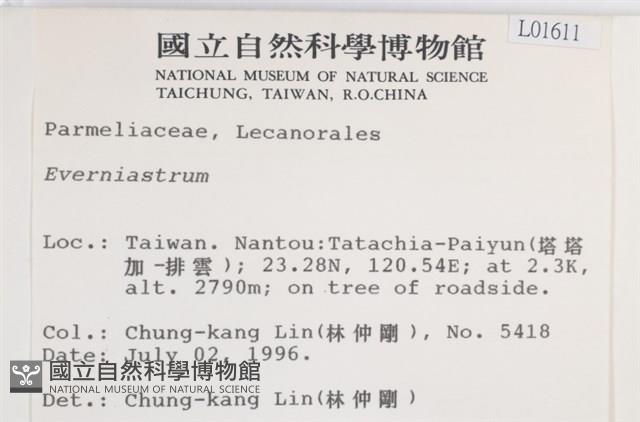 L01611
國立自然科學博物館
NATIONAL MUSEUM OF NATURAL SCIENCE
TAICHUNG, TAIWAN, R.O.CHINA
Parmeliaceae, Lecanorales
Everniastrum
Loc.: Taiwan. Nantou:Tatachia-Paiyun(塔塔
加-排雲); 23.28N, 120.54E; at 2.3K,
alt. 2790m; on tree of roadside.
Col.: Chung-kang Lin(林仲剛), No. 5418
Date: July 02, 1996.
國立自然科學博物館
NATIONAL MUSEUM OF NATURAL SCIENCE
Det.: Chung-kang Lin(林仲剛)